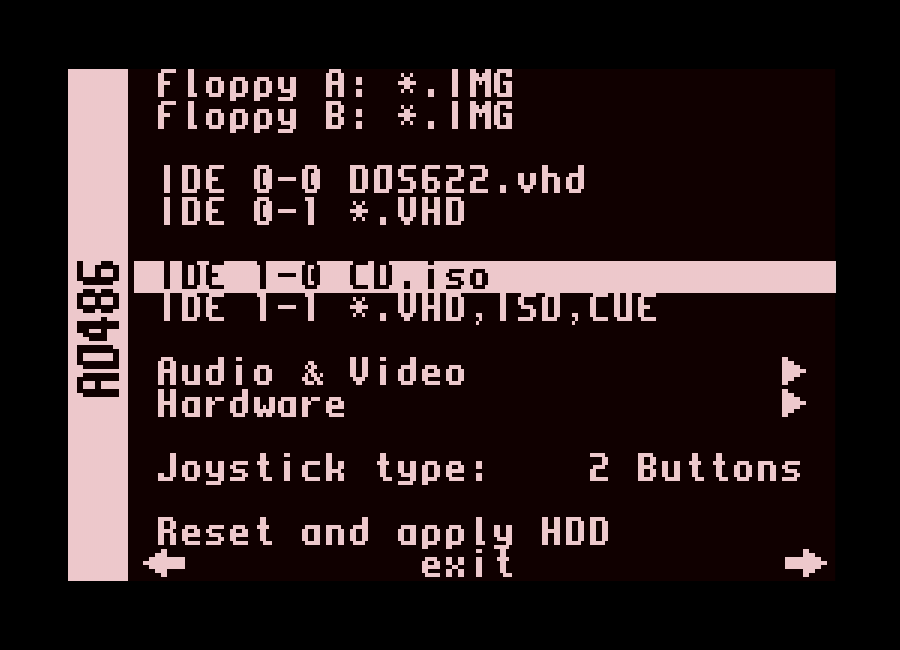 AO486
Floppy A: *.IMG
Floppy B: *.IMG
IDE 0-0 DOS622.vhd
IDE 0-1 *.VHD
IDE 1-0 CD.iso
IDE 1-1 *.VHD,ISO,CUE
Audio & Video
Hardware
Joystick type: 2 Buttons
Reset and apply HDD
exit